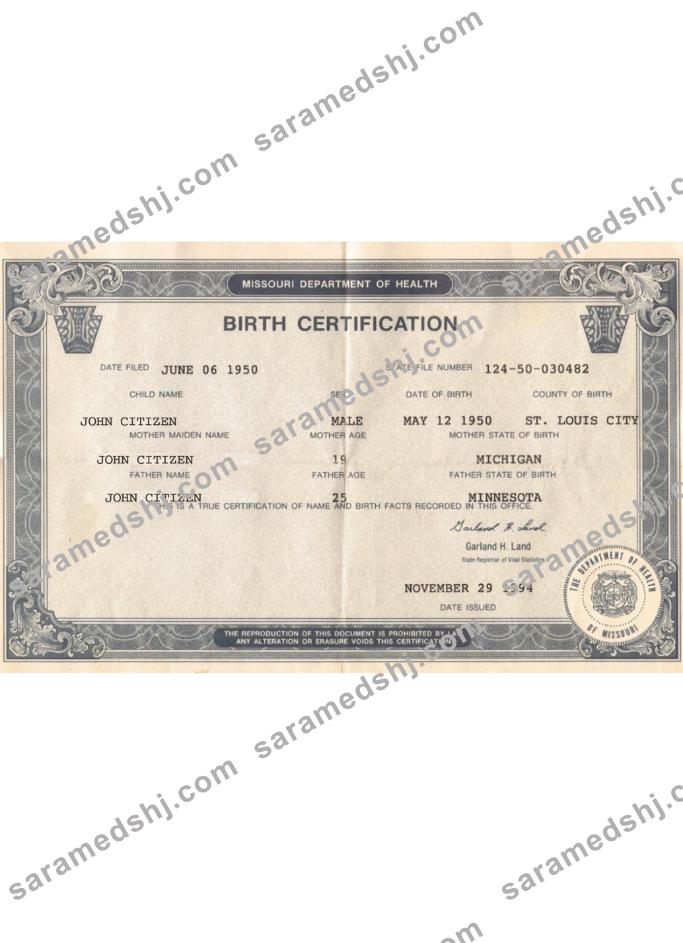 saramedshj.com
saramedshj.com
saramedshj.com
saramedshj.com
saramedshj.com
MISSOURI DEPARTMENT OF HEALTH
BIRTH CERTIFICATION
DATE FILED JUNE 06 1950 STATE FILE NUMBER 124-50-030482
CHILD NAME SEX DATE OF BIRTH COUNTY OF BIRTH
JOHN CITIZEN MALE MAY 12 1950 ST. LOUIS CITY
MOTHER MAIDEN NAME MOTHER AGE MOTHER STATE OF BIRTH
saramedshj.com
JOHN CITIZEN 19 MICHIGAN
FATHER NAME FATHER AGE FATHER STATE OF BIRTH
JOHN CITIZEN 25 MINNESOTA
THIS IS A TRUE CERTIFICATION OF NAME AND BIRTH FACTS RECORDED IN THIS OFFICE.
saramedshj.com
saramedshj.com
Garland H. Land
Garland H. Land
State Registrar of Vital Statistics
NOVEMBER 29 1994
DATE ISSUED
THE DEPARTMENT OF HEALTH
OF MISSOURI
THE REPRODUCTION OF THIS DOCUMENT IS PROHIBITED BY LAW
ANY ALTERATION OR ERASURE VOIDS THIS CERTIFICATION
saramedshj.com
saramedshj.com
saramedshj.com